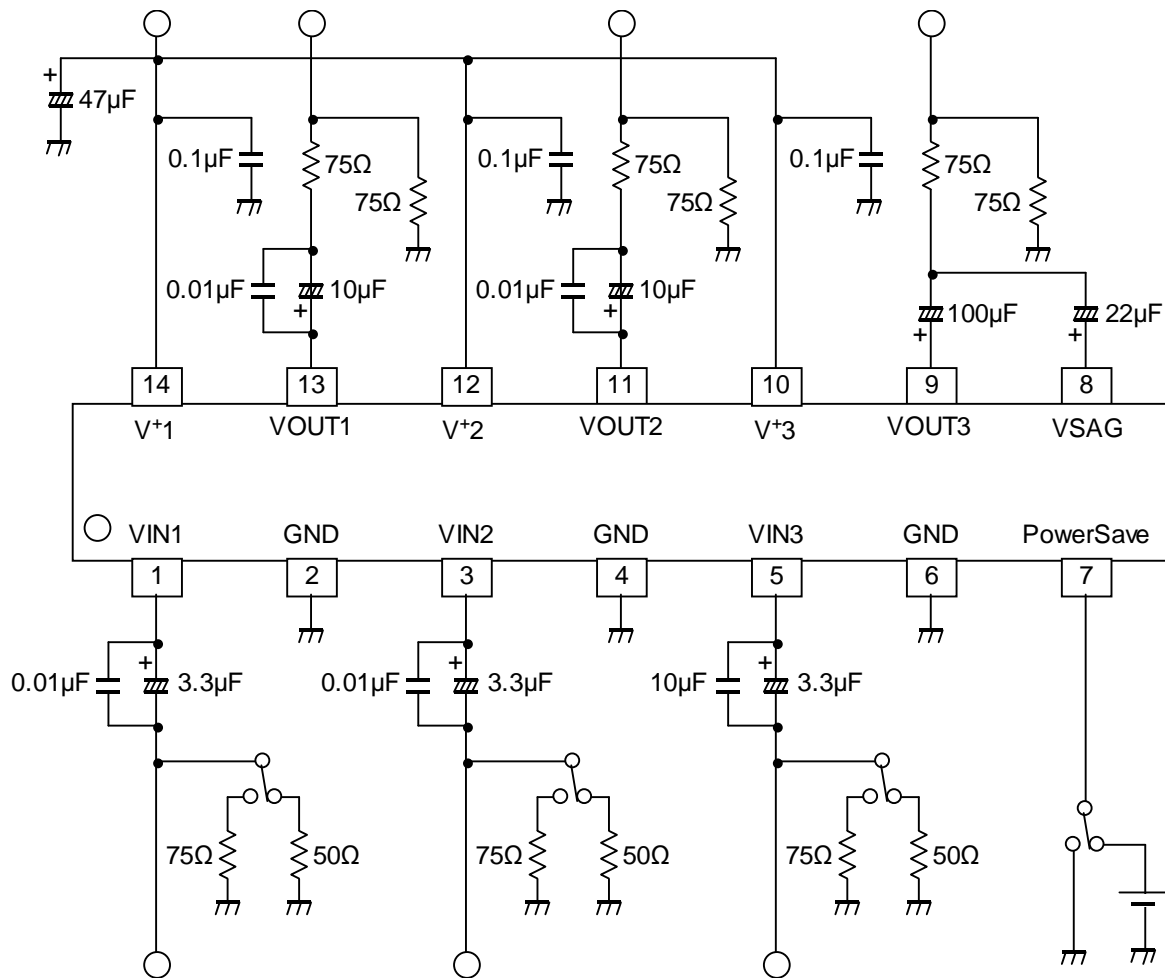 +
47µF
0.1µF
75Ω
75Ω
0.1µF
75Ω
75Ω
0.1µF
75Ω
75Ω
0.01µF
10µF
+
0.01µF
10µF
+
100µF
+
22µF
+
14
13
12
11
10
9
8
V+1
VOUT1
V+2
VOUT2
V+3
VOUT3
VSAG
VIN1
GND
VIN2
GND
VIN3
GND
PowerSave
1
2
3
4
5
6
7
+
0.01µF
3.3µF
+
0.01µF
3.3µF
+
10µF
3.3µF
75Ω
50Ω
75Ω
50Ω
75Ω
50Ω